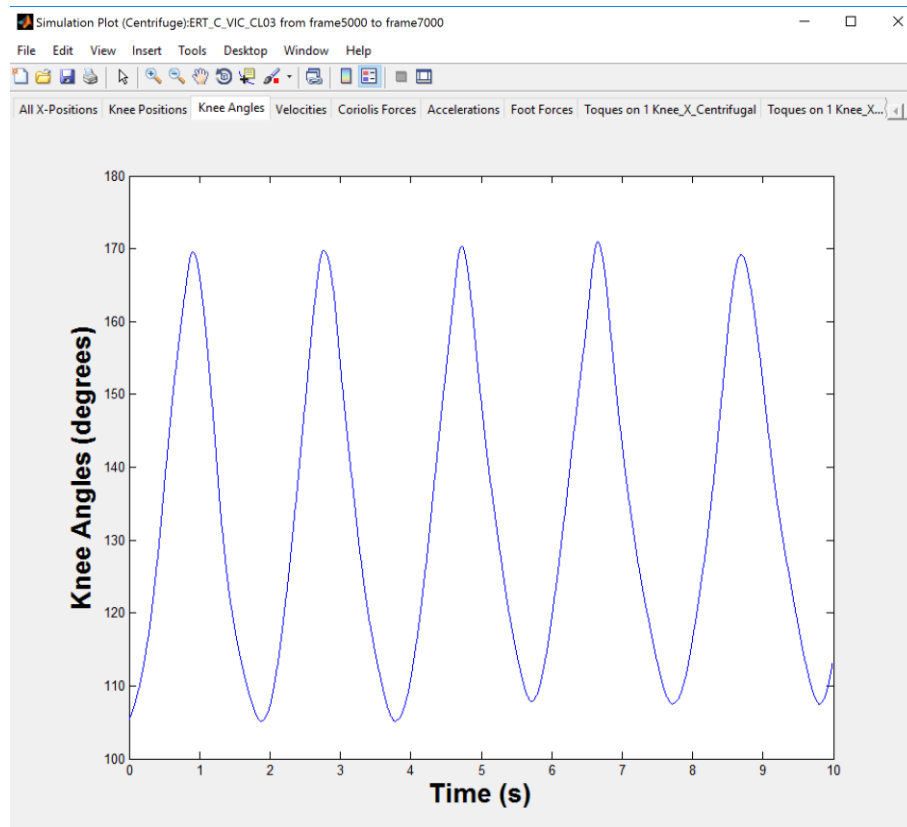 Simulation Plot (Centrifuge):ERT_C_VIC_CL03 from frame5000 to frame7000
File Edit View Insert Tools Desktop Window Help
All X-Positions Knee Positions Knee Angles Velocities Coriolis Forces Accelerations Foot Forces Toques on 1 Knee_X_Centrifugal Toques on 1 Knee_X...
180
170
160
150
140
130
120
110
100
Knee Angles (degrees)
0 1 2 3 4 5 6 7 8 9 10
Time (s)